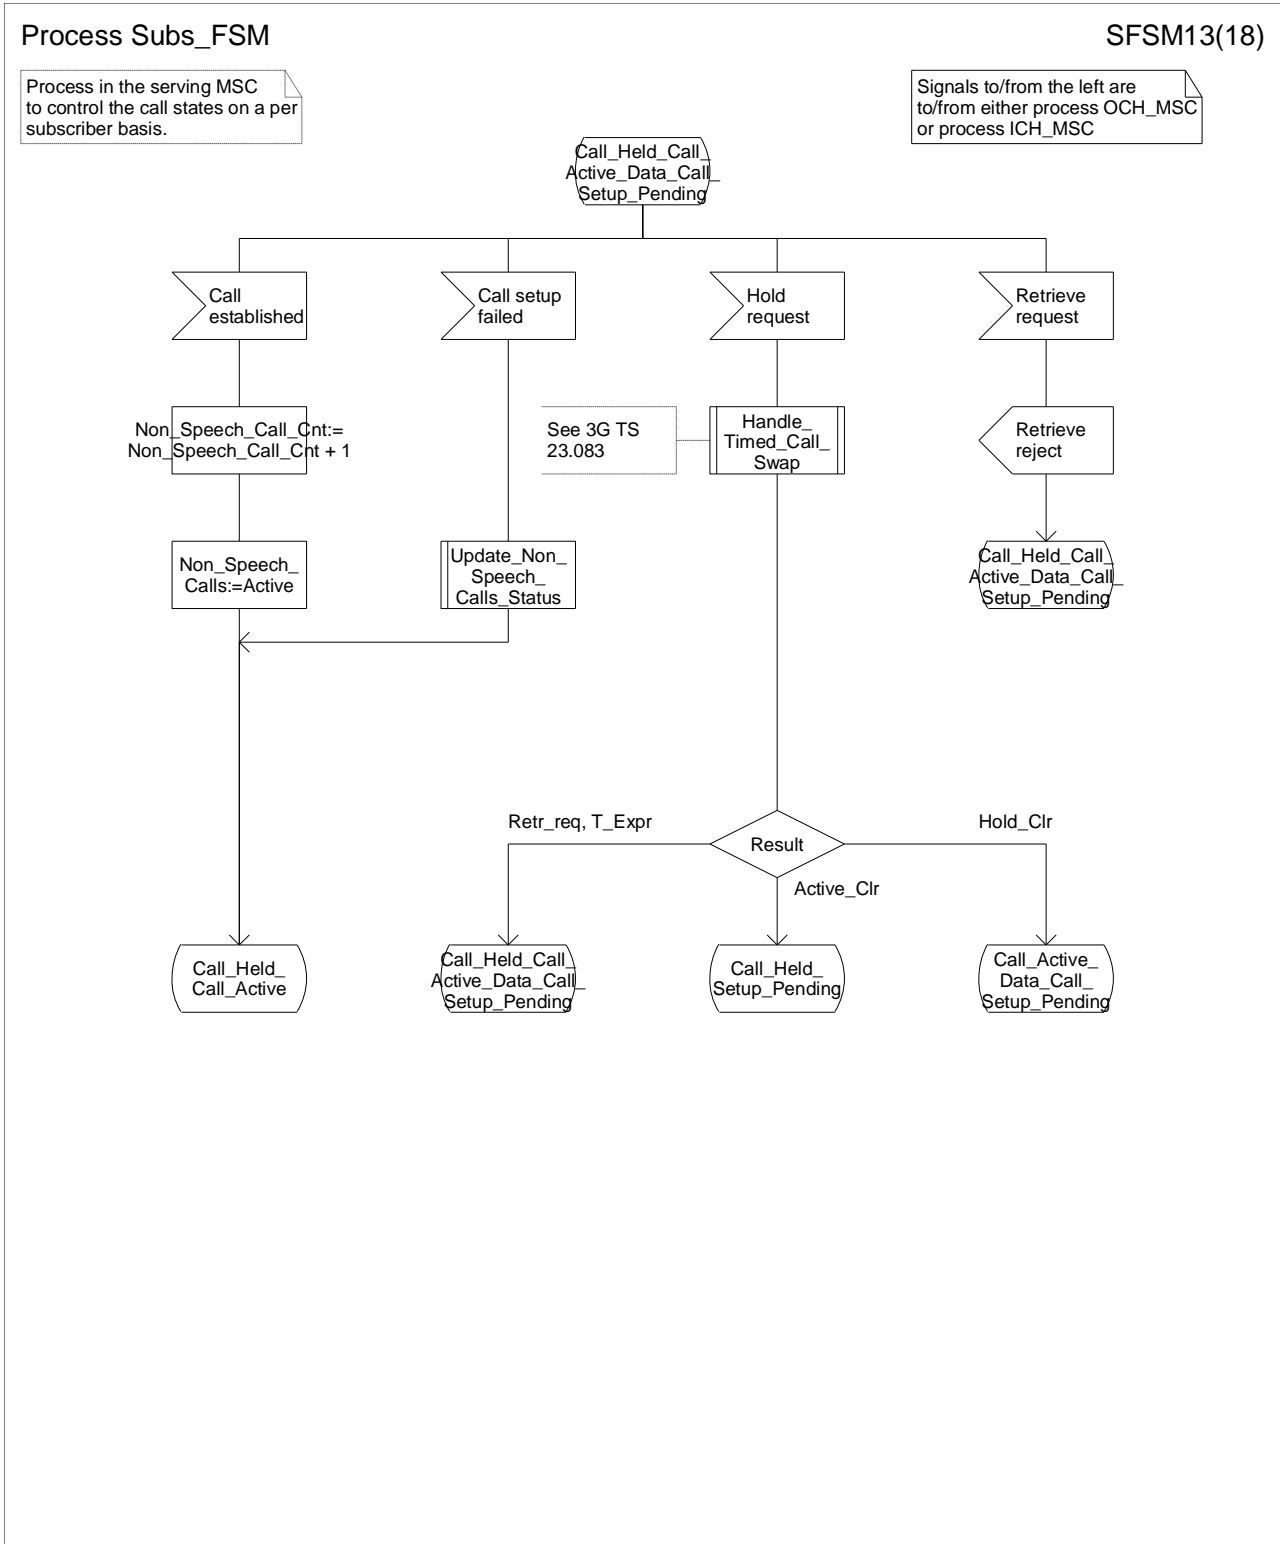 Process Subs_FSM
SFSM13(18)
Process in the serving MSC
to control the call states on a per
subscriber basis.
Signals to/from the left are
to/from either process OCH_MSC
or process ICH_MSC
Call_Held_Call_
Active_Data_Call_
Setup_Pending
Call
established
Call setup
failed
Hold
request
Retrieve
request
Non_Speech_Call_Cnt:=
Non_Speech_Call_Cnt + 1
See 3G TS
23.083
Handle_
Timed_Call_
Swap
Retrieve
reject
Non_Speech_
Calls:=Active
Update_Non_
Speech_
Calls_Status
Call_Held_Call_
Active_Data_Call_
Setup_Pending
Retr_req, T_Expr
Result
Hold_Clr
Active_Clr
Call_Held_
Call_Active
Call_Held_Call_
Active_Data_Call_
Setup_Pending
Call_Held_
Setup_Pending
Call_Active_
Data_Call_
Setup_Pending